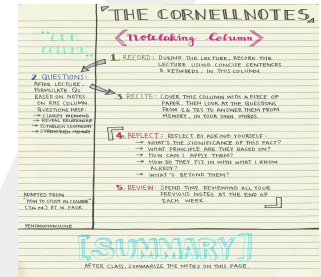 THE CORNELL NOTES
"CUE
COLUMN"
Notetaking Column
1. RECORD: DURING THE LECTURE, RECORD THE
LECTURE USING CONCISE SENTENCES
& KEYWORDS, IN THIS COLUMN.
2. QUESTIONS:
AFTER LECTURE,
FORMULATE QS
BASED ON NOTES
ON RHS COLUMN.
QUESTIONS HELP:
→ CLARIFY MEANING
→ REVEAL RELATIONSHIP
→ ESTABLISH CONTINUITY
→ STRENGTHEN MEMORY
3. RECITE: COVER THIS COLUMN WITH A PIECE OF
PAPER. THEN LOOK AT THE QUESTIONS
FROM 2 & TRY TO ANSWER THEM FROM
MEMORY, IN YOUR OWN WORDS.
4. REFLECT: REFLECT BY ASKING YOURSELF:
→ WHAT'S THE SIGNIFICANCE OF THIS FACT?
→ WHAT PRINCIPLE ARE THEY BASED ON?
→ HOW CAN I APPLY THEM?
→ HOW DO THEY FIT IN WITH WHAT I KNOW
ALREADY?
→ WHAT'S BEYOND THEM?
5. REVIEW: SPEND TIME REVIEWING ALL YOUR
PREVIOUS NOTES AT THE END OF
EACH WEEK.
ADAPTED FROM
"HOW TO STUDY IN COLLEGE"
(7th ed.) BY W. PAUK
PENSANDMACHINE
[SUMMARY]
AFTER CLASS, SUMMARIZE THE NOTES ON THIS PAGE.